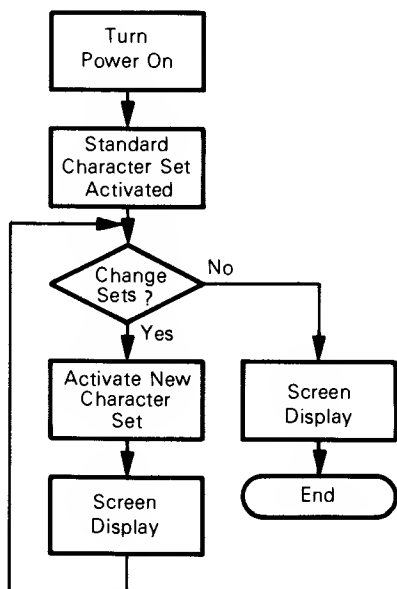 Turn
Power On
Standard
Character Set
Activated
Change
Sets ?
No
Yes
Activate New
Character
Set
Screen
Display
Screen
Display
End